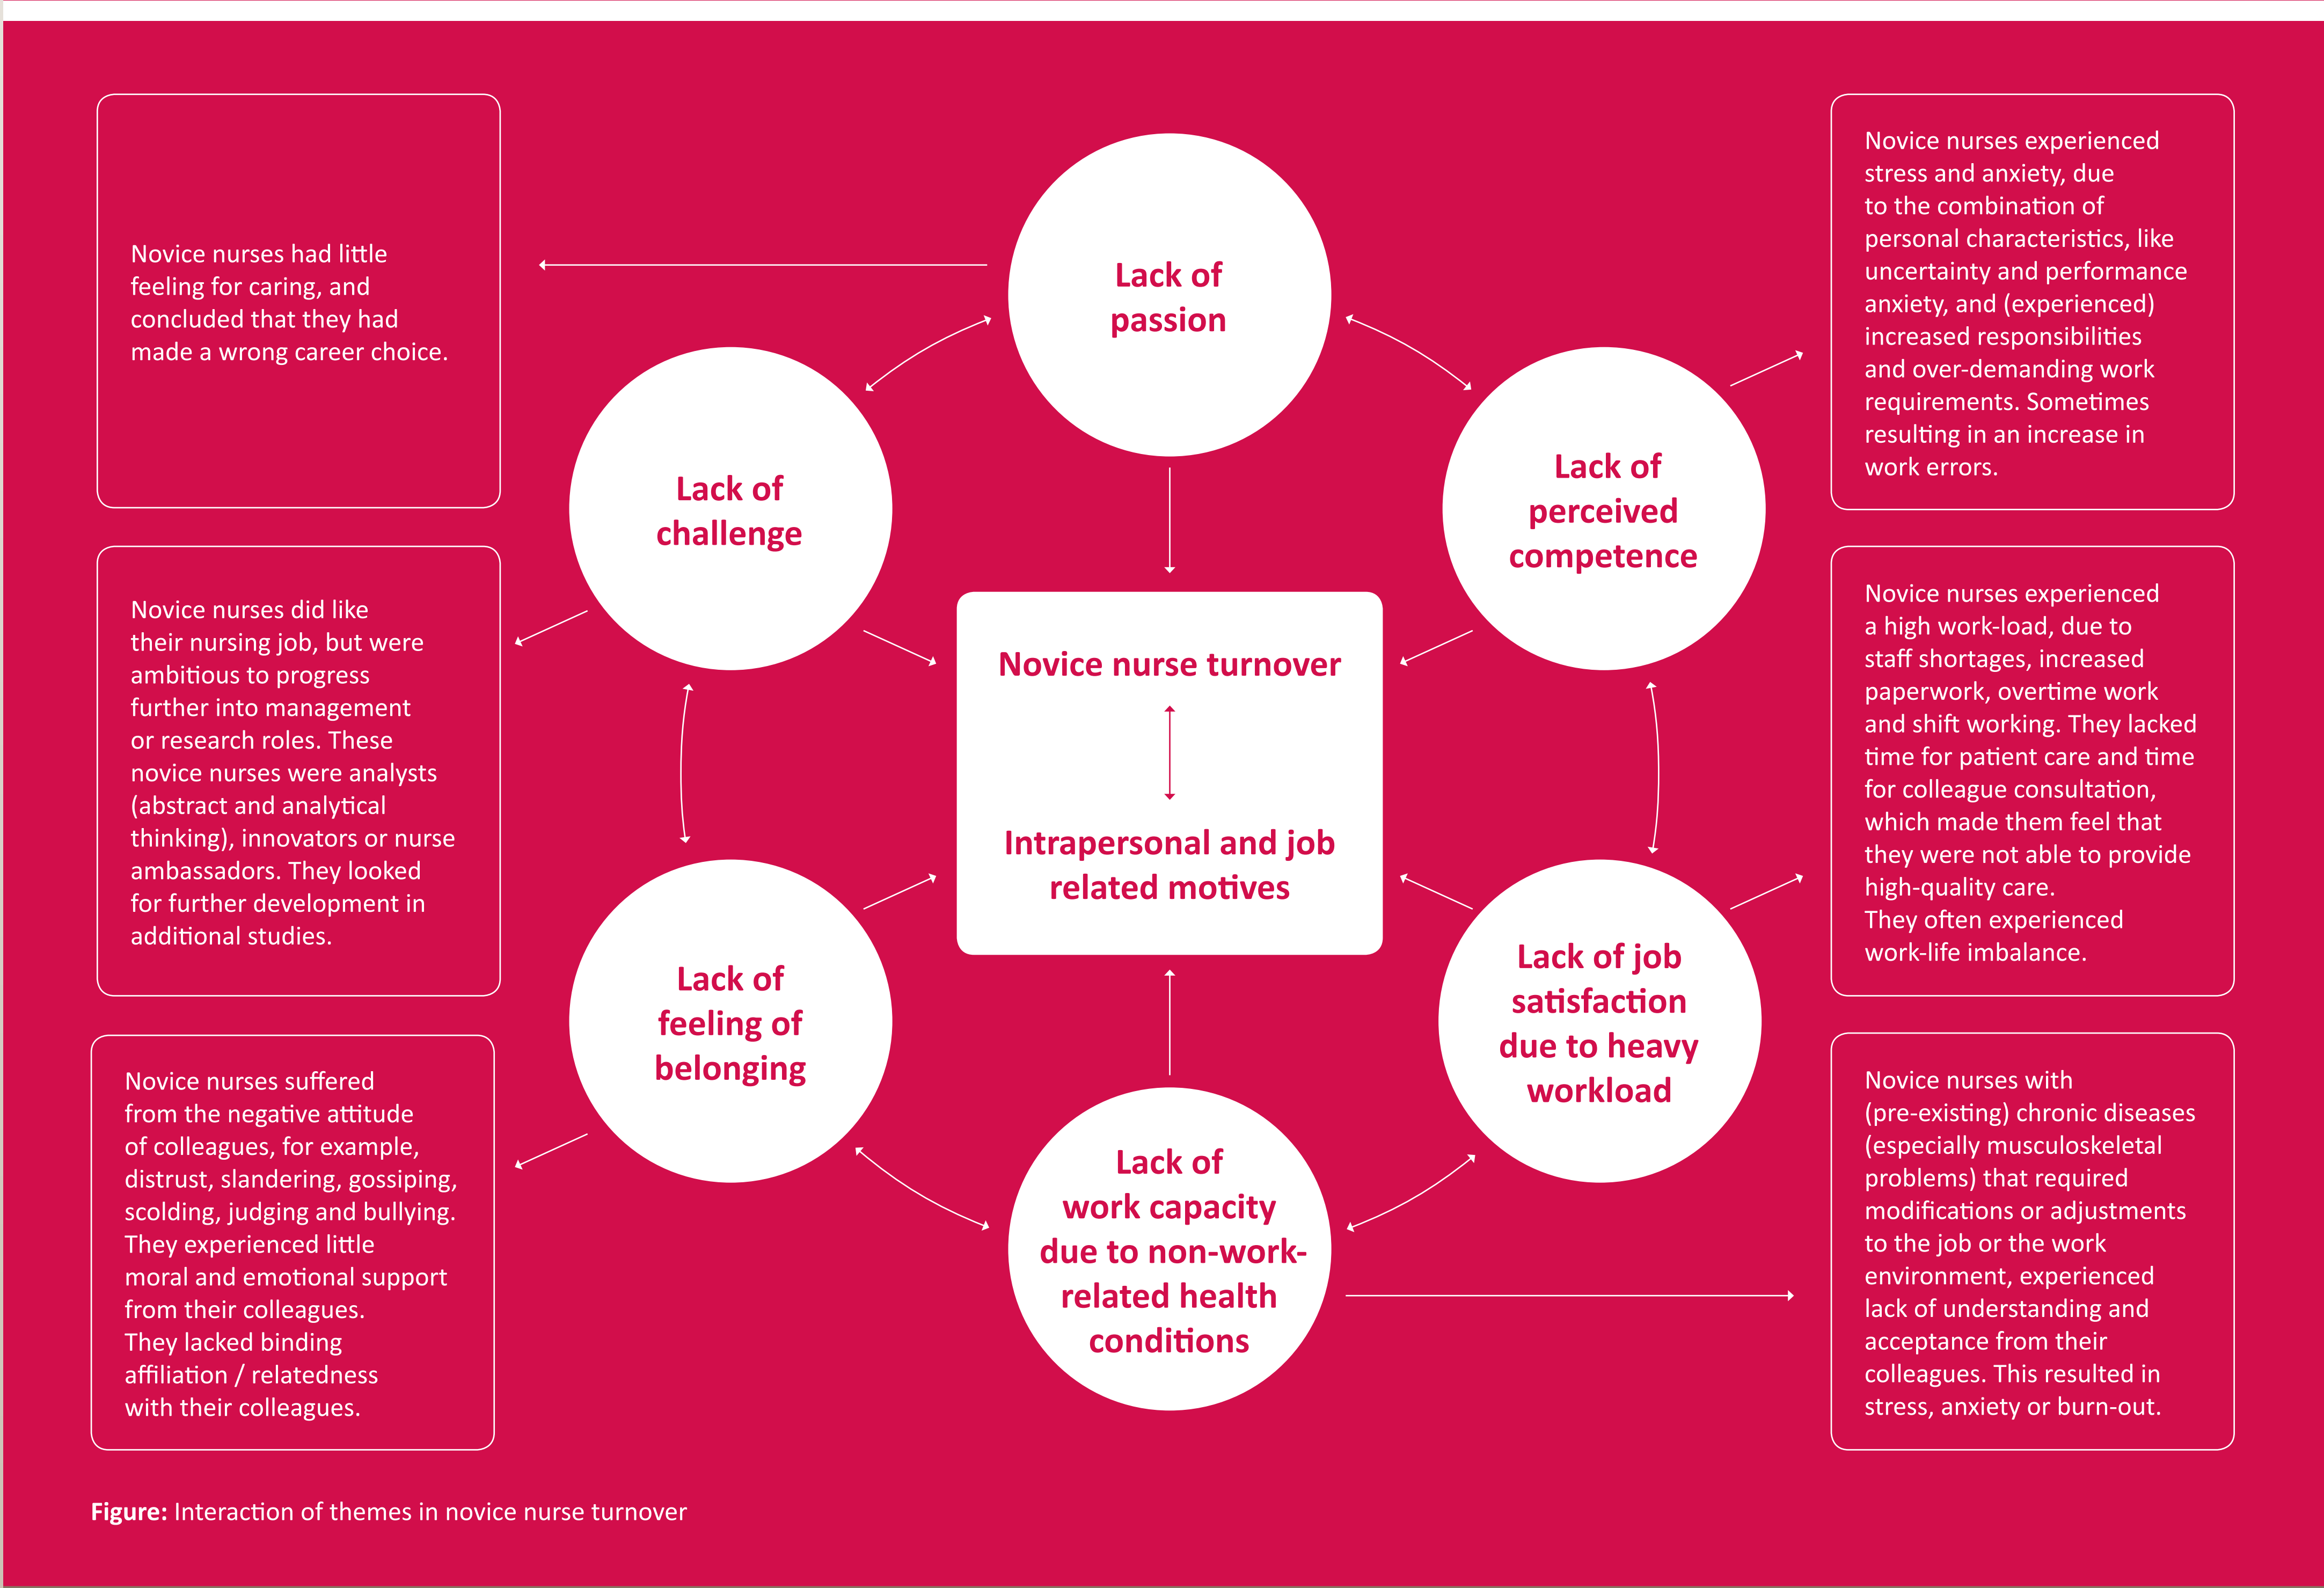 Novice nurses had little
feeling for caring, and
concluded that they had
made a wrong career choice.
Novice nurses did like
their nursing job, but were
ambitious to progress
further into management
or research roles. These
novice nurses were analysts
(abstract and analytical
thinking), innovators or nurse
ambassadors. They looked
for further development in
additional studies.
Novice nurses suffered
from the negative attitude
of colleagues, for example,
distrust, slandering, gossiping,
scolding, judging and bullying.
They experienced little
moral and emotional support
from their colleagues.
They lacked binding
affiliation / relatedness
with their colleagues.
Lack of
passion
Lack of
challenge
Lack of
perceived
competence
Novice nurse turnover
Intrapersonal and job
related motives
Lack of
feeling of
belonging
Lack of job
satisfaction
due to heavy
workload
Lack of
work capacity
due to non-work-
related health
conditions
Novice nurses experienced
stress and anxiety, due
to the combination of
personal characteristics, like
uncertainty and performance
anxiety, and (experienced)
increased responsibilities
and over-demanding work
requirements. Sometimes
resulting in an increase in
work errors.
Novice nurses experienced
a high work-load, due to
staff shortages, increased
paperwork, overtime work
and shift working. They lacked
time for patient care and time
for colleague consultation,
which made them feel that
they were not able to provide
high-quality care.
They often experienced
work-life imbalance.
Novice nurses with
(pre-existing) chronic diseases
(especially musculoskeletal
problems) that required
modifications or adjustments
to the job or the work
environment, experienced
lack of understanding and
acceptance from their
colleagues. This resulted in
stress, anxiety or burn-out.
Figure: Interaction of themes in novice nurse turnover